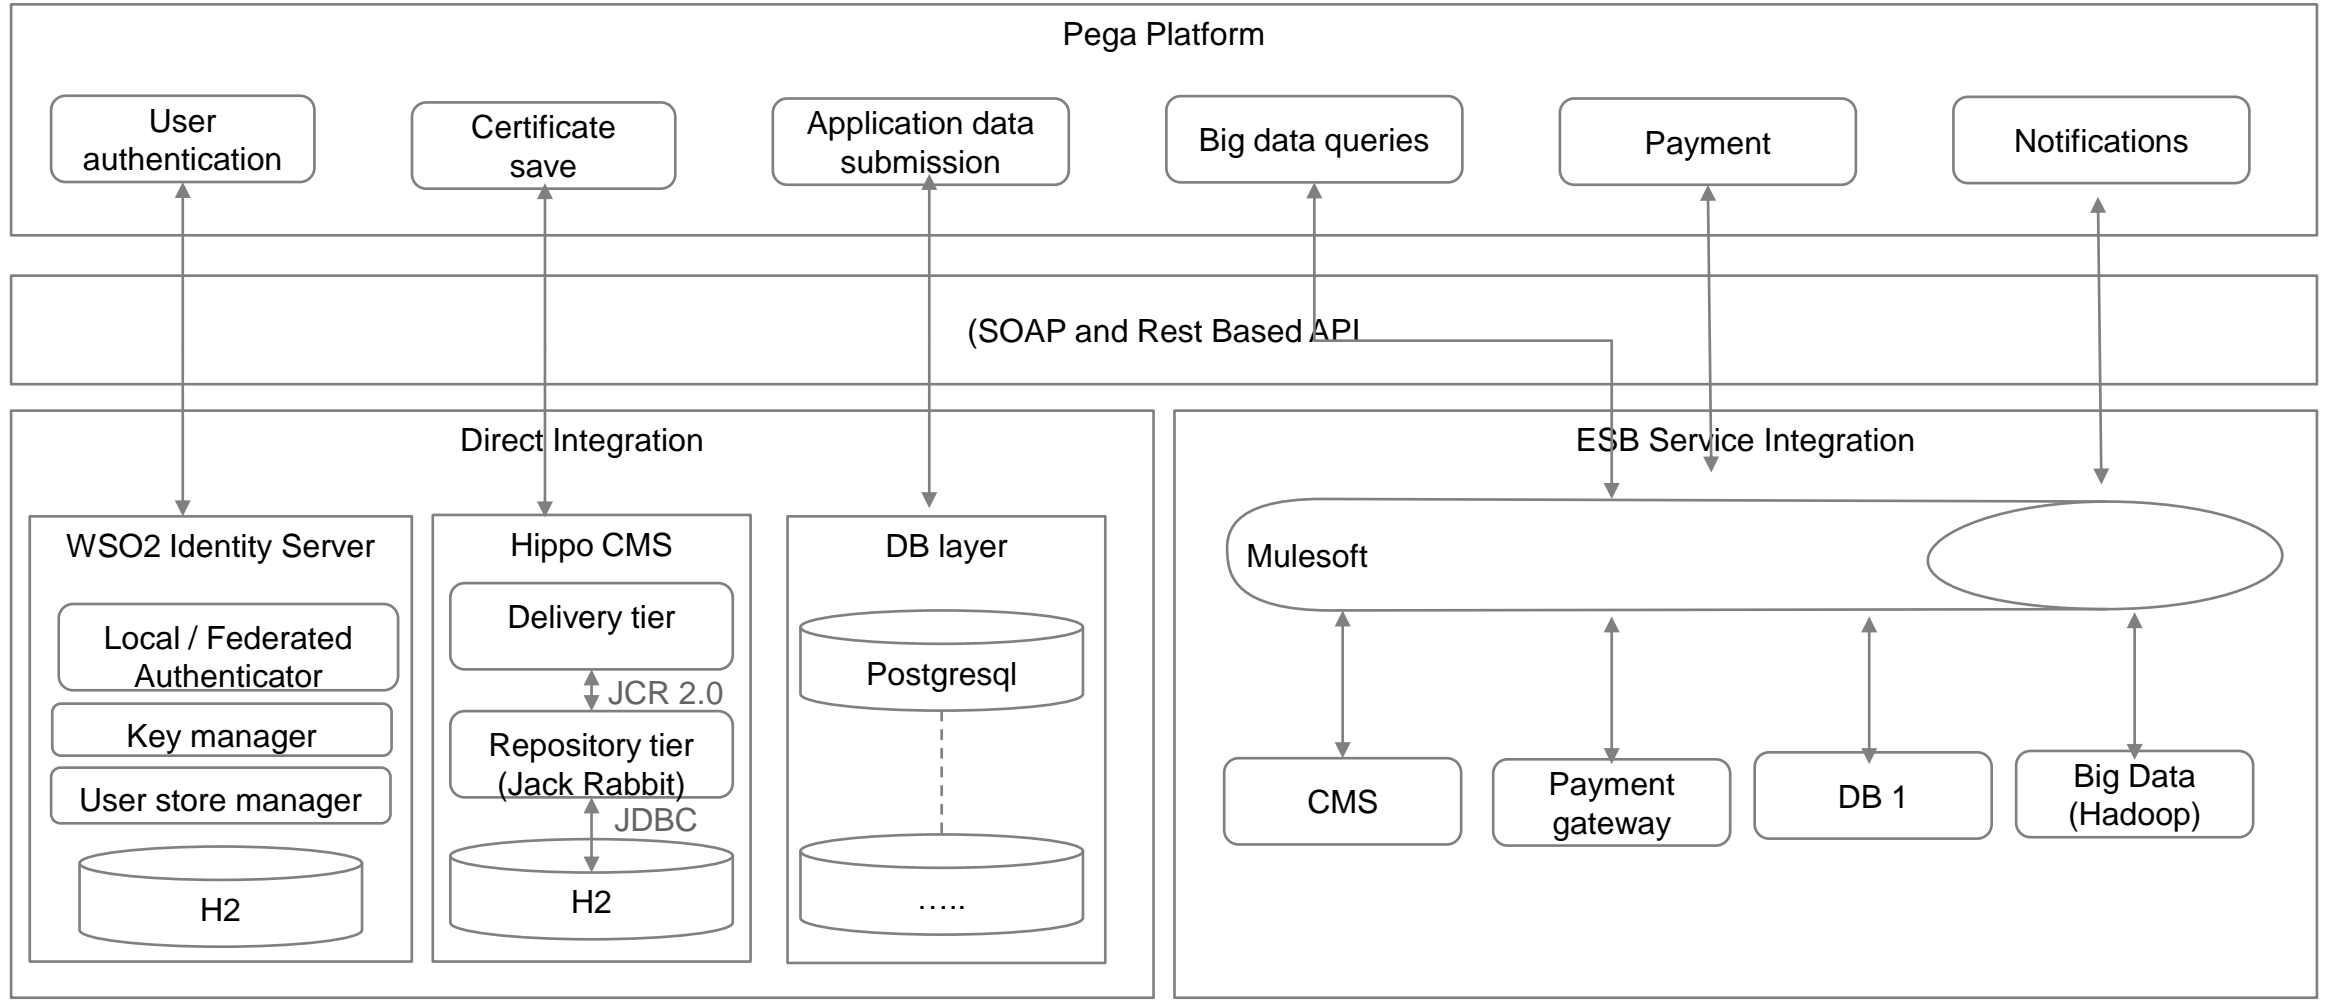 Pega Platform
User
authentication
Certificate
save
Application data
submission
Big data queries
Payment
Notifications
(SOAP and Rest Based API
Direct Integration
WSO2 Identity Server
Local / Federated
Authenticator
Key manager
User store manager
H2
Hippo CMS
Delivery tier
JCR 2.0
Repository tier
(Jack Rabbit)
JDBC
H2
DB layer
Postgresql
…..
ESB Service Integration
Mulesoft
CMS
Payment
gateway
DB 1
Big Data
(Hadoop)